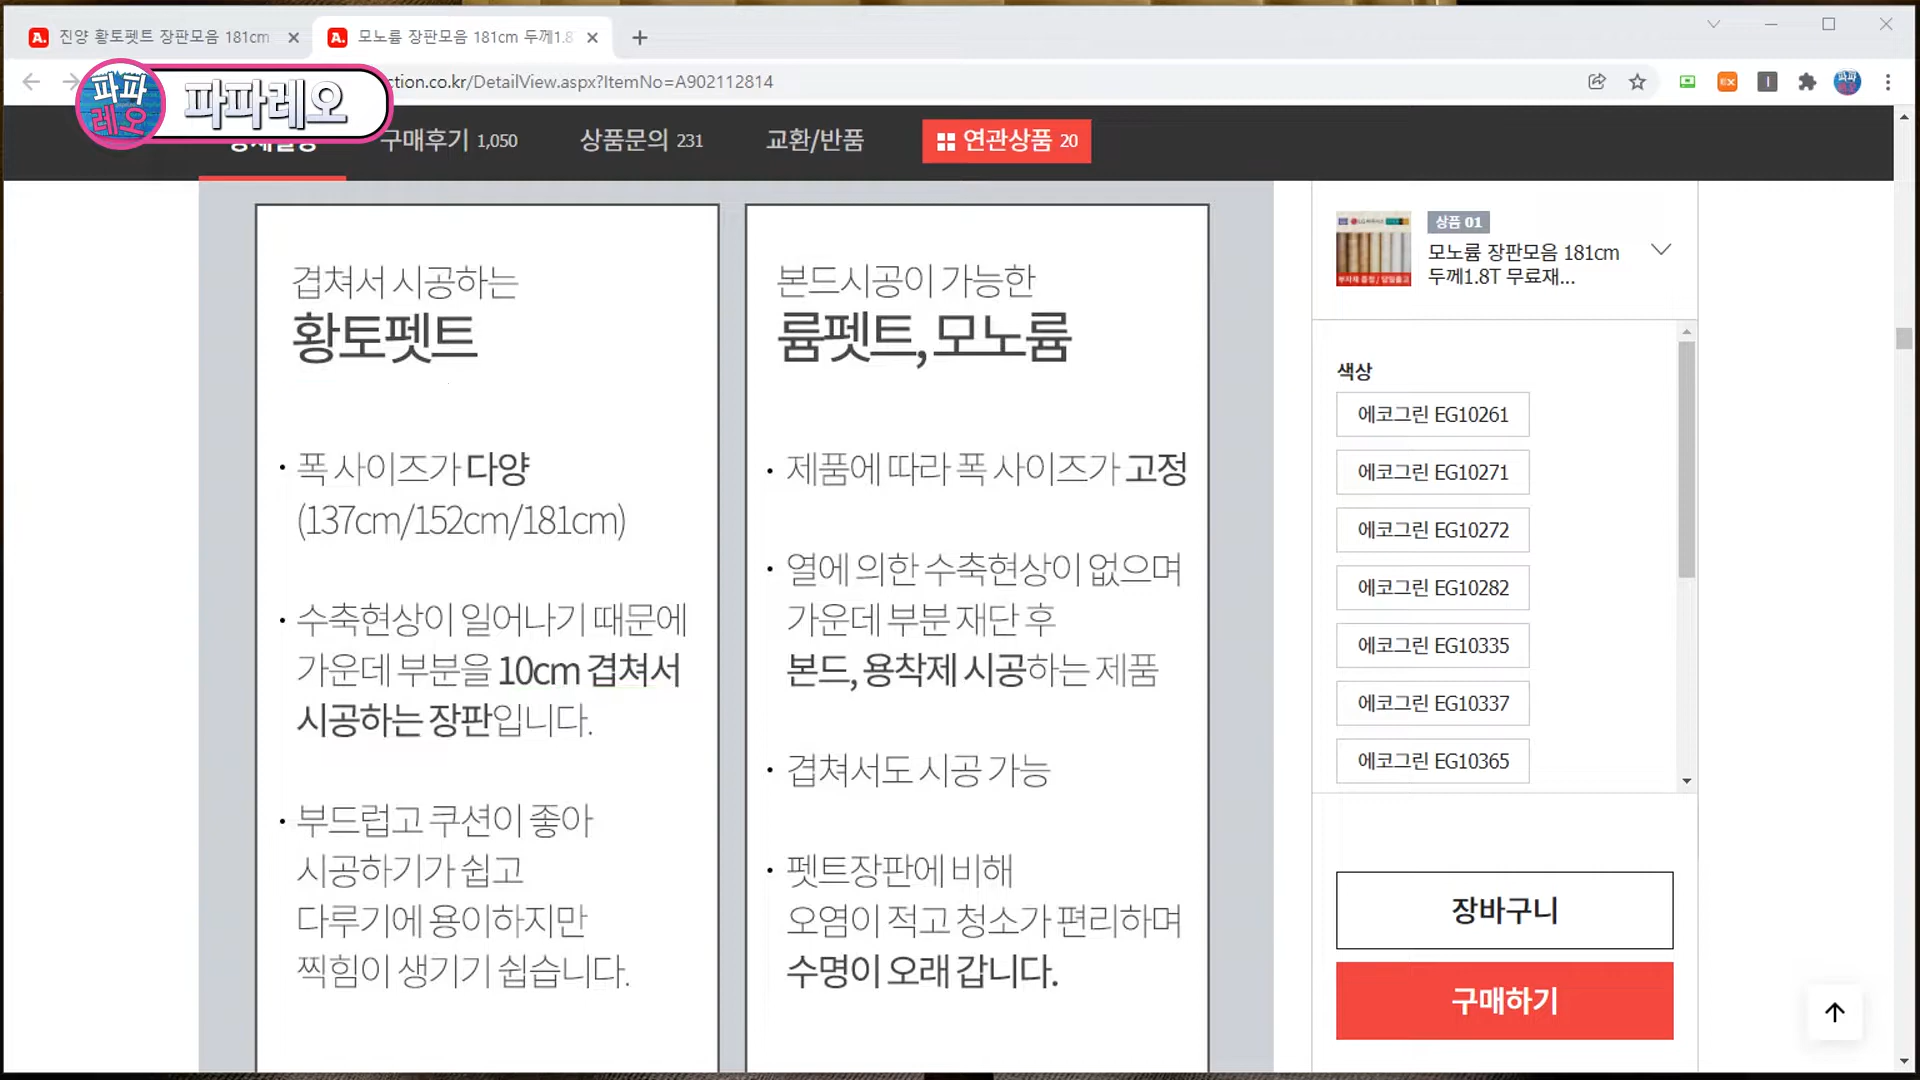 진양 황토펫트 장판모음 181cm
모노륨 장판모음 181cm 두께1.8
ction.co.kr/DetailView.aspx?ItemNo=A902112814
파파
레오
파파레오
구매후기 1,050
상품문의 231
교환/반품
연관상품 20
겹쳐서 시공하는
황토펫트
· 폭 사이즈가 다양
(137cm/152cm/181cm)
· 수축현상이 일어나기 때문에
가운데 부분을 10cm 겹쳐서
시공하는 장판입니다.
· 부드럽고 쿠션이 좋아
시공하기가 쉽고
다루기에 용이하지만
찍힘이 생기기 쉽습니다.
본드시공이 가능한
륨펫트, 모노륨
· 제품에 따라 폭 사이즈가 고정
· 열에 의한 수축현상이 없으며
가운데 부분 재단 후
본드, 용착제 시공하는 제품
· 겹쳐서도 시공 가능
· 펫트장판에 비해
오염이 적고 청소가 편리하며
수명이 오래 갑니다.
상품 01
모노륨 장판모음 181cm
두께1.8T 무료재...
색상
에코그린 EG10261
에코그린 EG10271
에코그린 EG10272
에코그린 EG10282
에코그린 EG10335
에코그린 EG10337
에코그린 EG10365
장바구니
구매하기